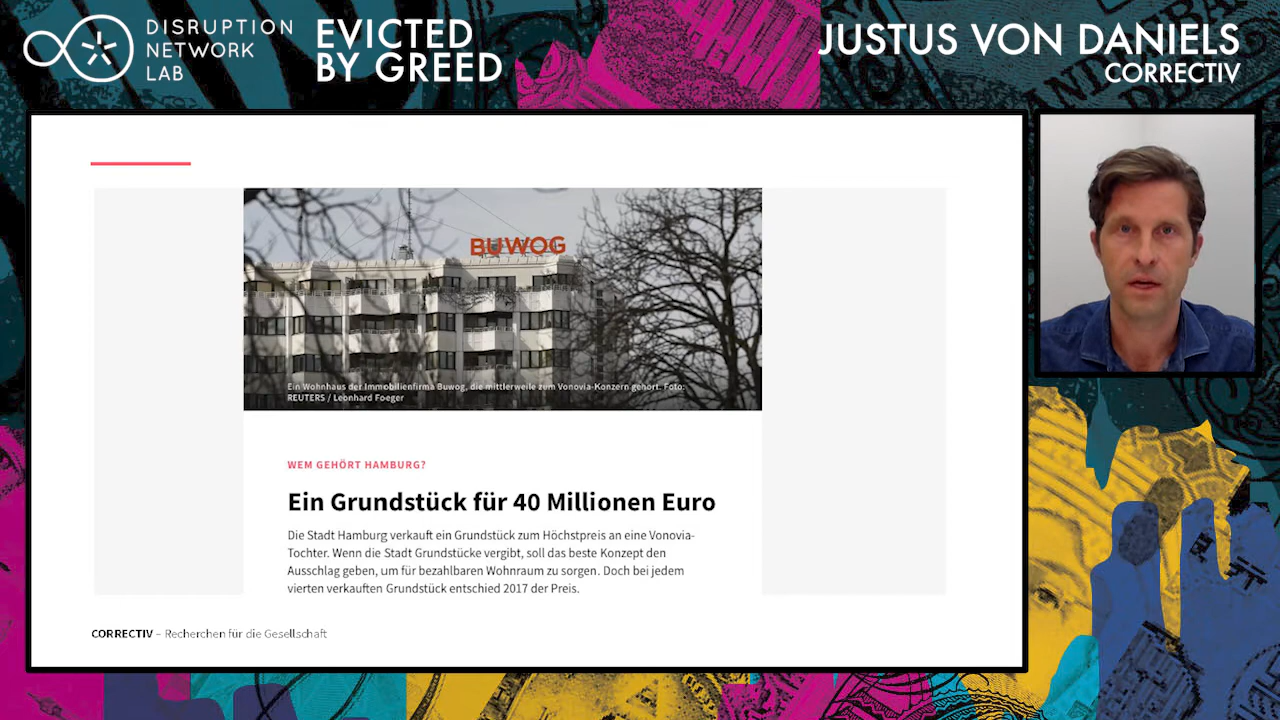 DISRUPTION
NETWORK
LAB
EVICTED
BY GREED
JUSTUS VON DANIELS
CORRECTIV
BUWOG
Ein Wohnhaus der Immobilienfirma Buwog, die mittlerweile zum Vonovia-Konzern gehört. Foto:
REUTERS / Leonhard Foeger
WEM GEHÖRT HAMBURG?
Ein Grundstück für 40 Millionen Euro
Die Stadt Hamburg verkauft ein Grundstück zum Höchstpreis an eine Vonovia-
Tochter. Wenn die Stadt Grundstücke vergibt, soll das beste Konzept den
Ausschlag geben, um für bezahlbaren Wohnraum zu sorgen. Doch bei jedem
vierten verkauften Grundstück entschied 2017 der Preis.
CORRECTIV – Recherchen für die Gesellschaft